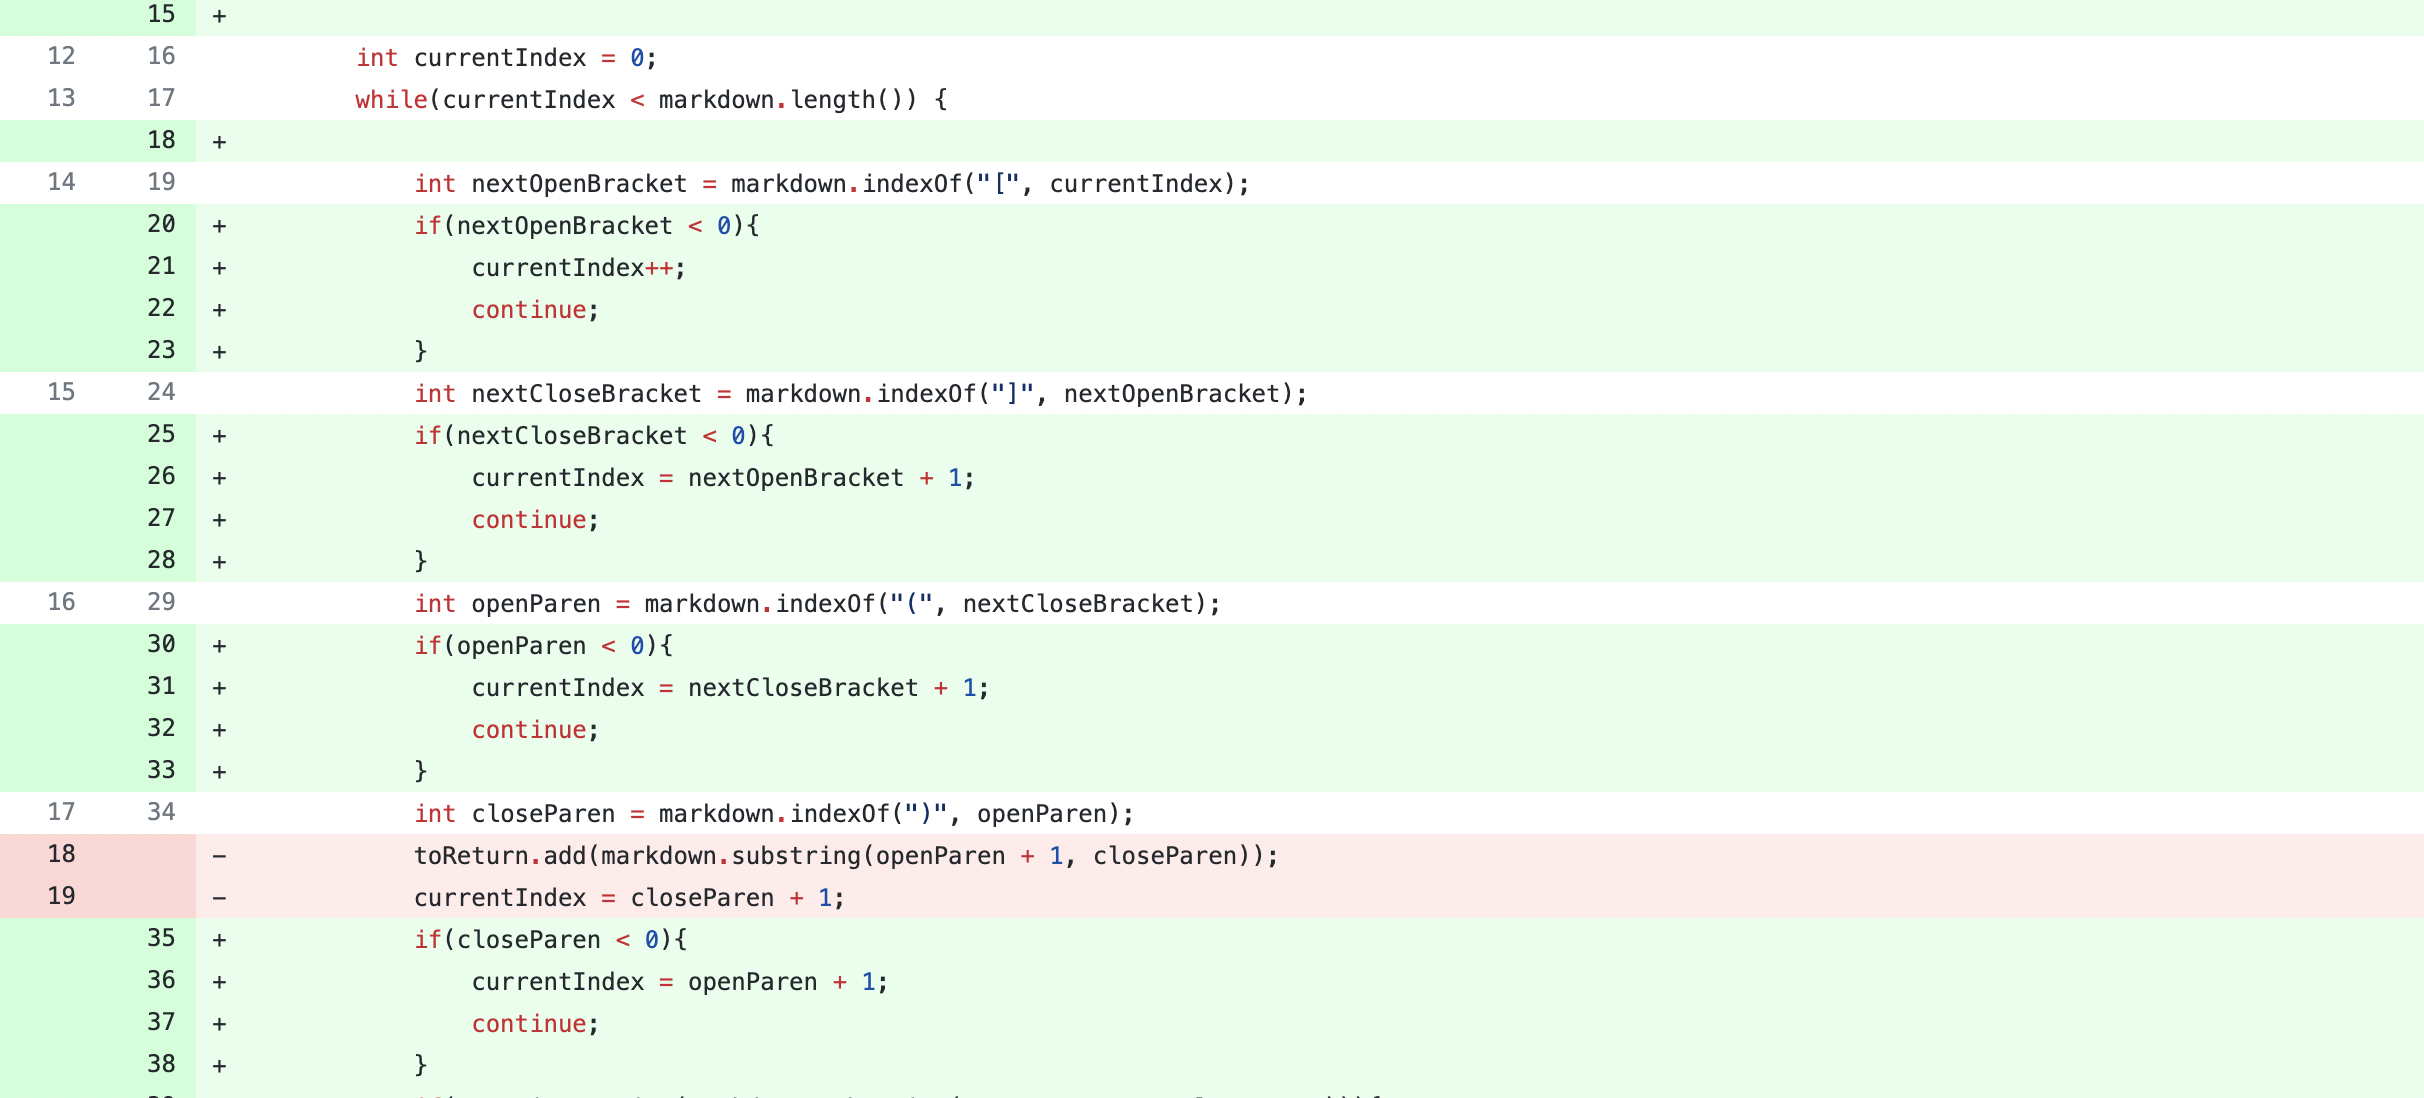 15 +
12 16 int currentIndex = 0;
13 17 while(currentIndex < markdown.length()) {
18 +
14 19 int nextOpenBracket = markdown.indexOf("[", currentIndex);
20 + if(nextOpenBracket < 0){
21 + currentIndex++;
22 + continue;
23 + }
15 24 int nextCloseBracket = markdown.indexOf("]", nextOpenBracket);
25 + if(nextCloseBracket < 0){
26 + currentIndex = nextOpenBracket + 1;
27 + continue;
28 + }
16 29 int openParen = markdown.indexOf("(", nextCloseBracket);
30 + if(openParen < 0){
31 + currentIndex = nextCloseBracket + 1;
32 + continue;
33 + }
17 34 int closeParen = markdown.indexOf(")", openParen);
18 − toReturn.add(markdown.substring(openParen + 1, closeParen));
19 − currentIndex = closeParen + 1;
35 + if(closeParen < 0){
36 + currentIndex = openParen + 1;
37 + continue;
38 + }